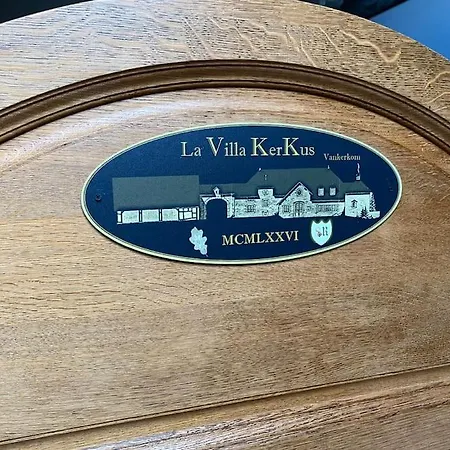 La Villa KerKus
Vankerkom
MCMLXXVI
R